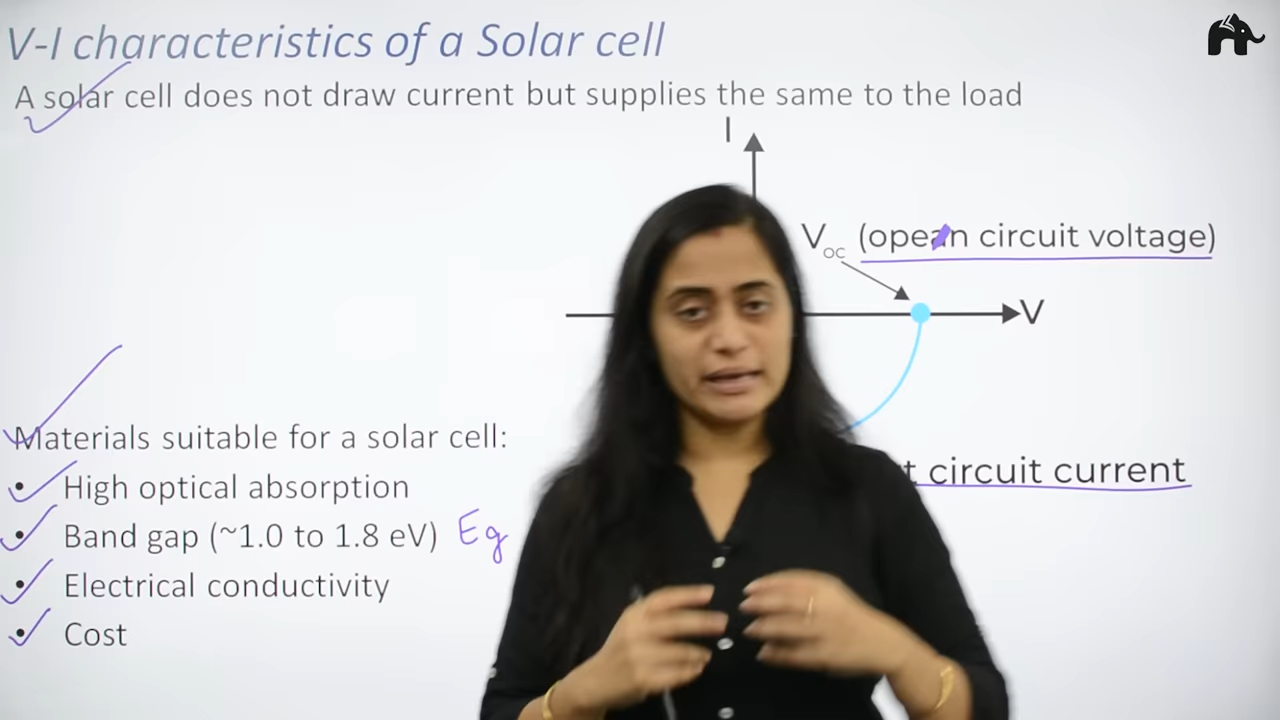 V-I characteristics of a Solar cell
A solar cell does not draw current but supplies the same to the load
I
V oc (opean circuit voltage)
V
Materials suitable for a solar cell:
• High optical absorption
• Band gap (~1.0 to 1.8 eV) Eg
• Electrical conductivity
• Cost
circuit current